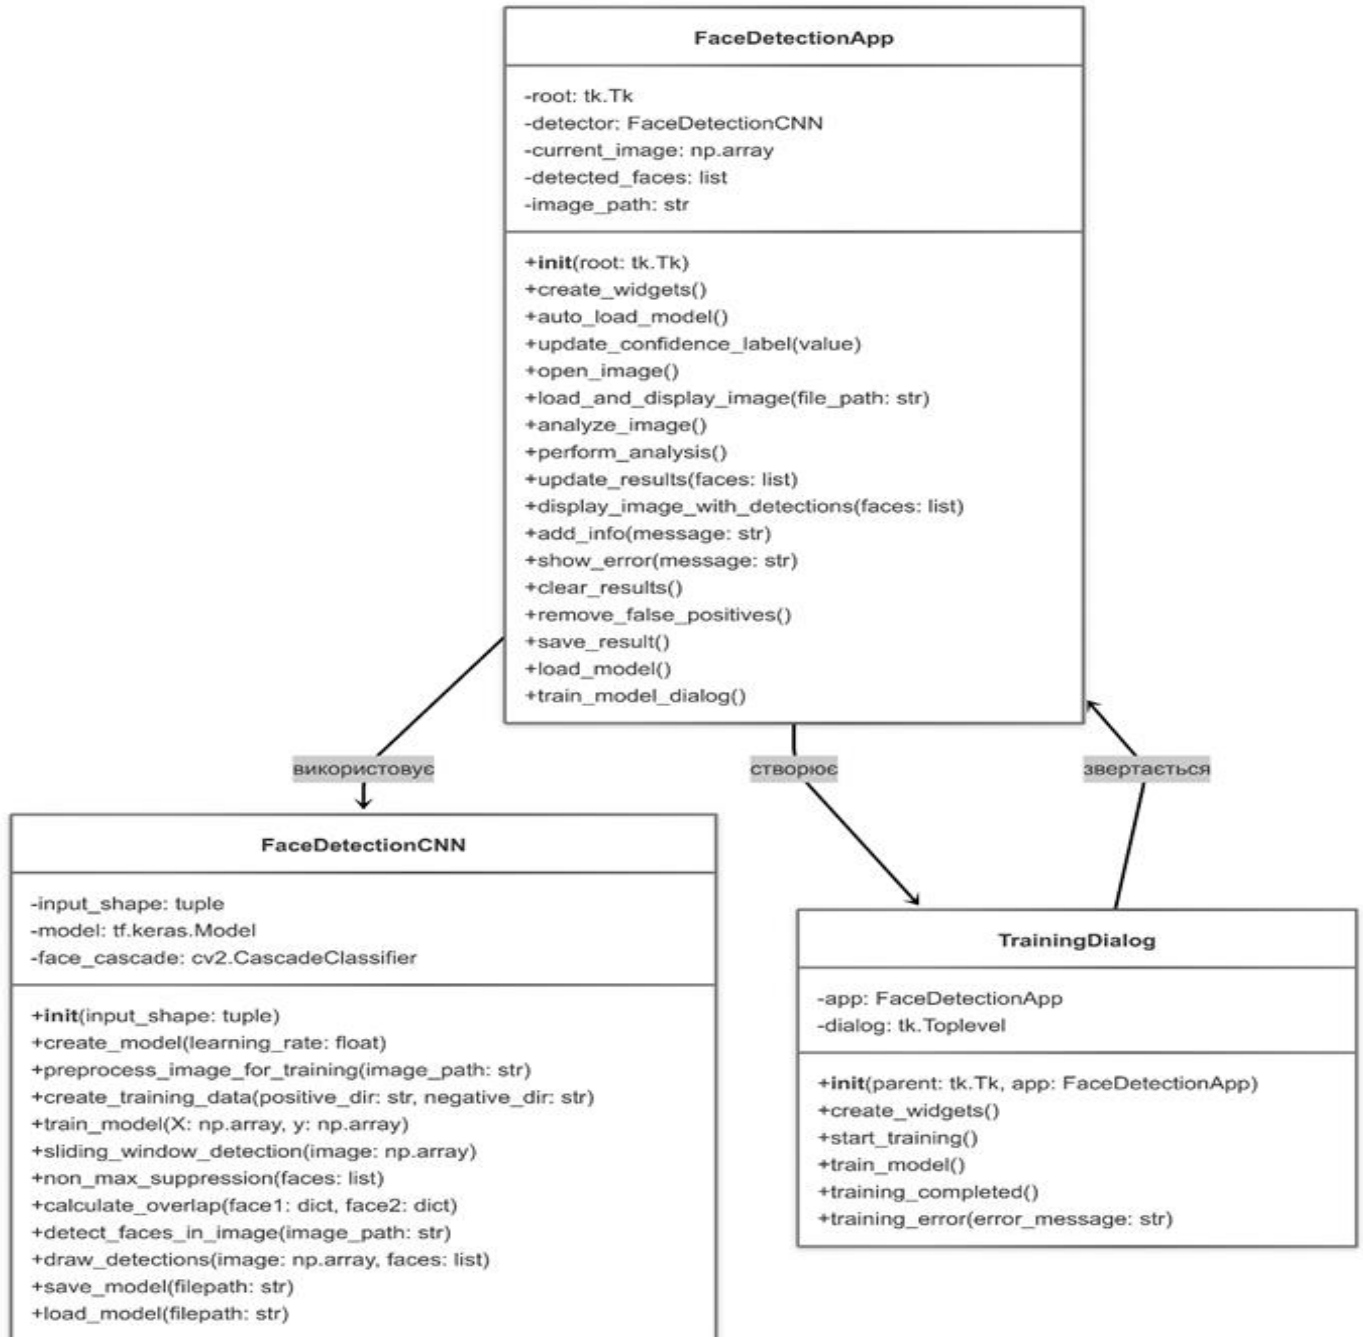 FaceDetectionApp
-root: tk.Tk
-detector: FaceDetectionCNN
-current_image: np.array
-detected_faces: list
-image_path: str
+init(root: tk.Tk)
+create_widgets()
+auto_load_model()
+update_confidence_label(value)
+open_image()
+load_and_display_image(file_path: str)
+analyze_image()
+perform_analysis()
+update_results(faces: list)
+display_image_with_detections(faces: list)
+add_info(message: str)
+show_error(message: str)
+clear_results()
+remove_false_positives()
+save_result()
+load_model()
+train_model_dialog()
використовує
створює
звертається
FaceDetectionCNN
-input_shape: tuple
-model: tf.keras.Model
-face_cascade: cv2.CascadeClassifier
+init(input_shape: tuple)
+create_model(learning_rate: float)
+preprocess_image_for_training(image_path: str)
+create_training_data(positive_dir: str, negative_dir: str)
+train_model(X: np.array, y: np.array)
+sliding_window_detection(image: np.array)
+non_max_suppression(faces: list)
+calculate_overlap(face1: dict, face2: dict)
+detect_faces_in_image(image_path: str)
+draw_detections(image: np.array, faces: list)
+save_model(filepath: str)
+load_model(filepath: str)
TrainingDialog
-app: FaceDetectionApp
-dialog: tk.Toplevel
+init(parent: tk.Tk, app: FaceDetectionApp)
+create_widgets()
+start_training()
+train_model()
+training_completed()
+training_error(error_message: str)